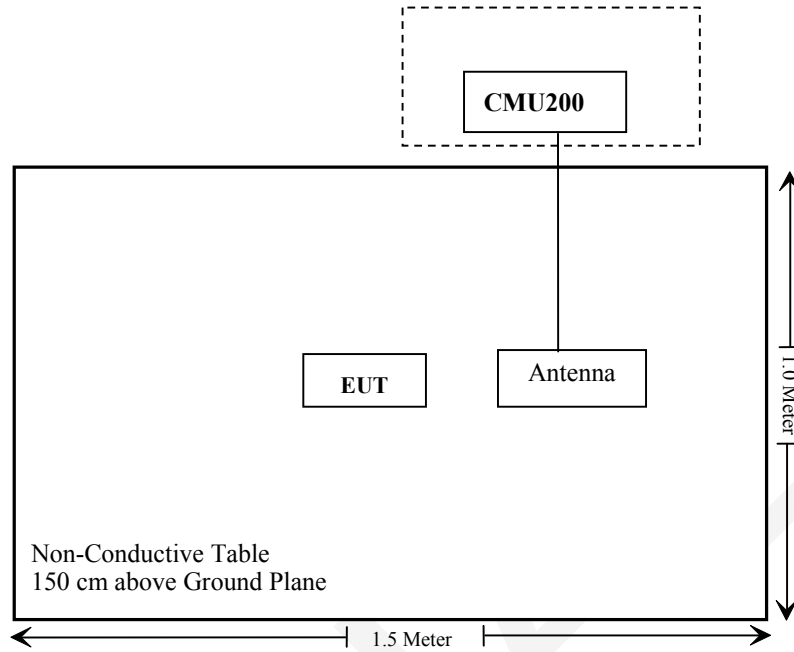 CMU200
EUT
Antenna
1.0 Meter
Non-Conductive Table
150 cm above Ground Plane
1.5 Meter